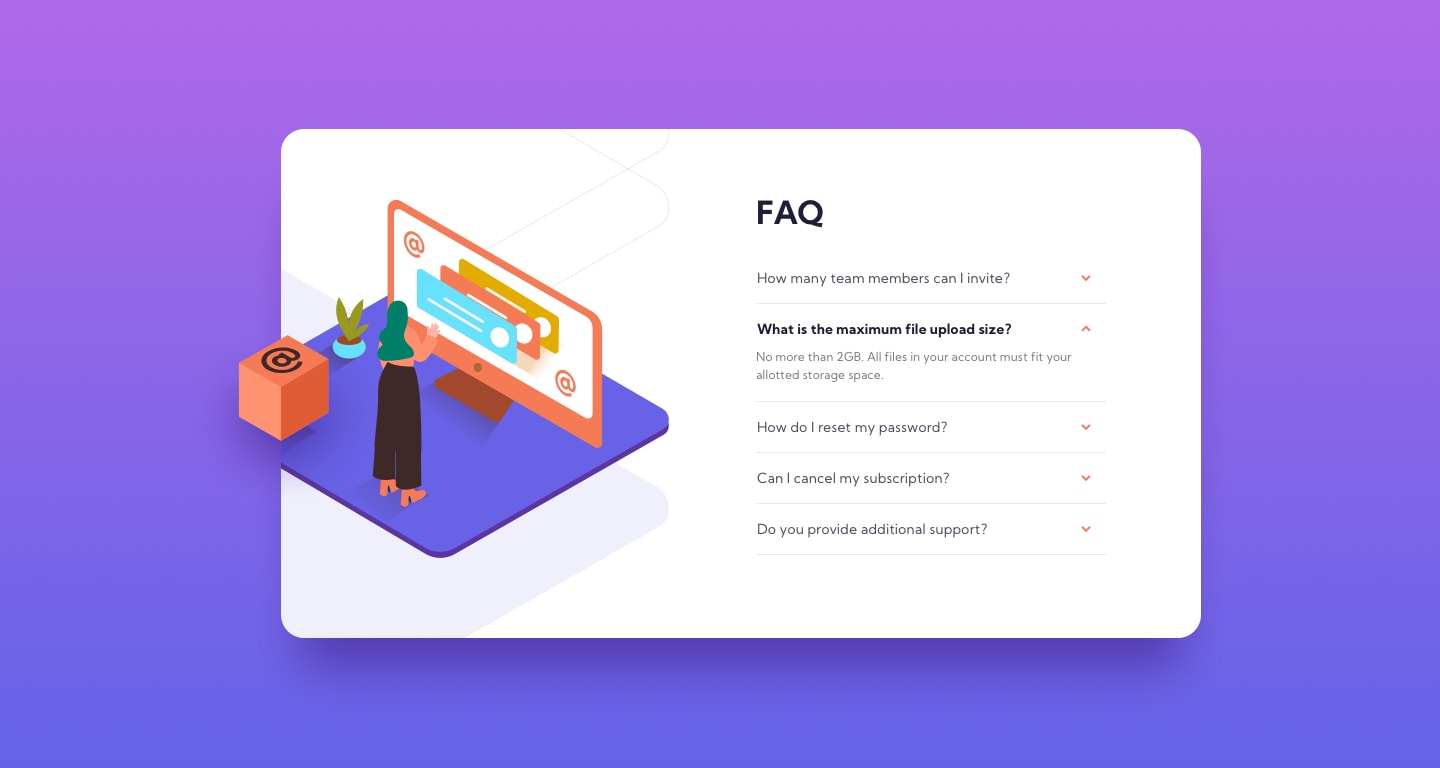 @
@
@
FAQ
How many team members can I invite?
What is the maximum file upload size?
No more than 2GB. All files in your account must fit your
allotted storage space.
How do I reset my password?
Can I cancel my subscription?
Do you provide additional support?